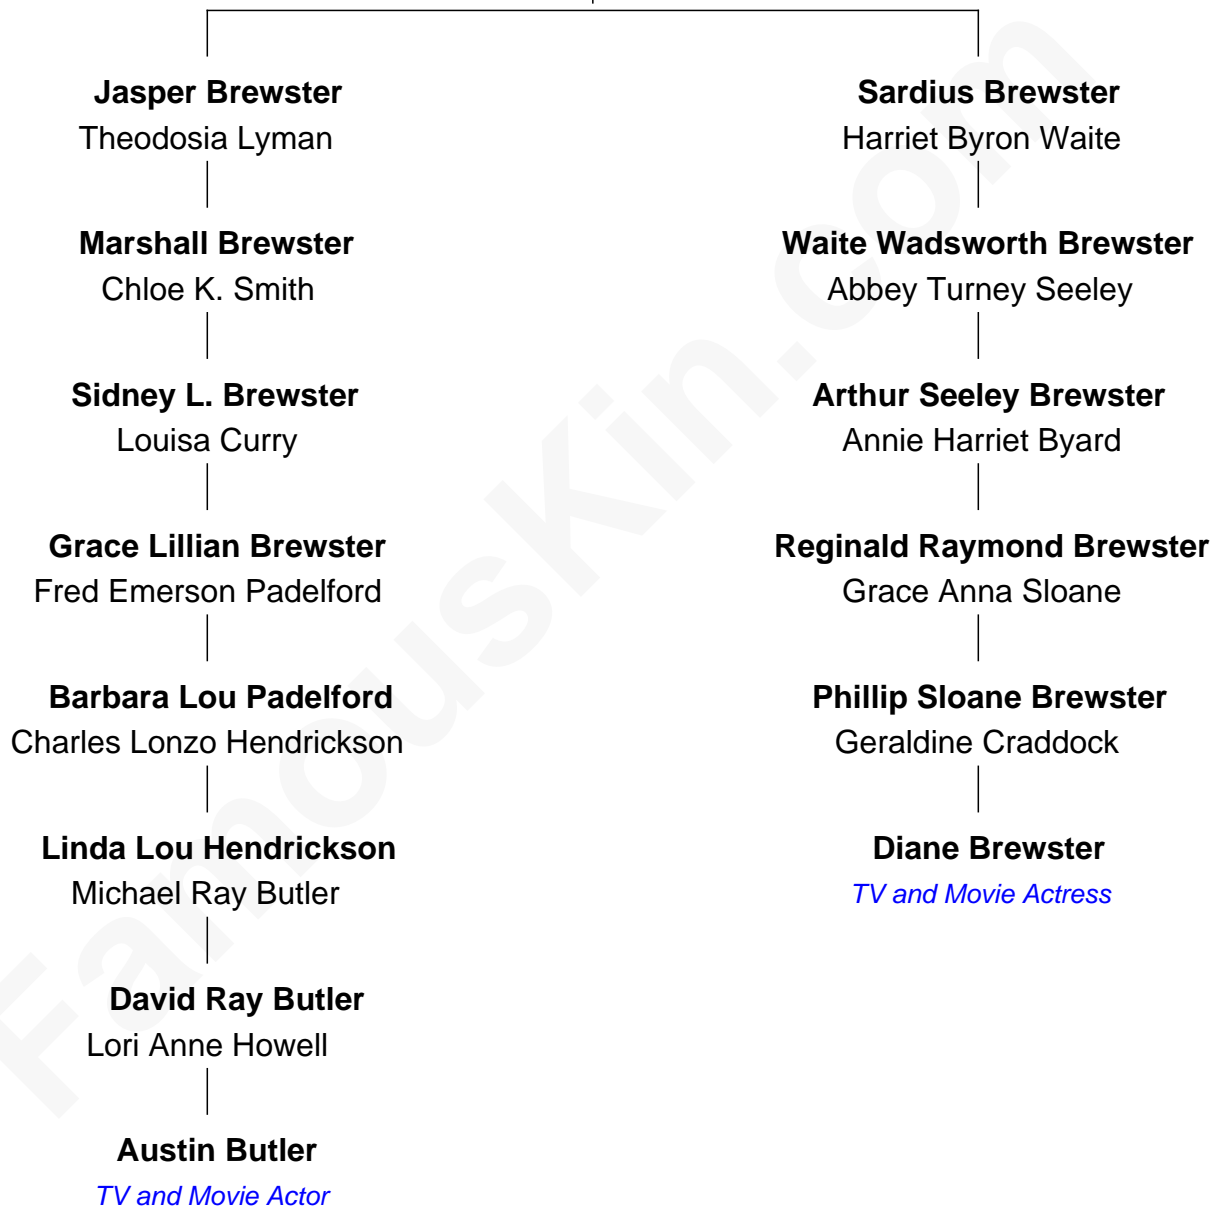 Jasper Brewster
Theodosia Lyman
Marshall Brewster
Chloe K. Smith
Sidney L. Brewster
Louisa Curry
Grace Lillian Brewster
Fred Emerson Padelford
Barbara Lou Padelford
Charles Lonzo Hendrickson
Linda Lou Hendrickson
Michael Ray Butler
David Ray Butler
Lori Anne Howell
Austin Butler
TV and Movie Actor
Sardius Brewster
Harriet Byron Waite
Waite Wadsworth Brewster
Abbey Turney Seeley
Arthur Seeley Brewster
Annie Harriet Byard
Reginald Raymond Brewster
Grace Anna Sloane
Phillip Sloane Brewster
Geraldine Craddock
Diane Brewster
TV and Movie Actress
FamousKin.com